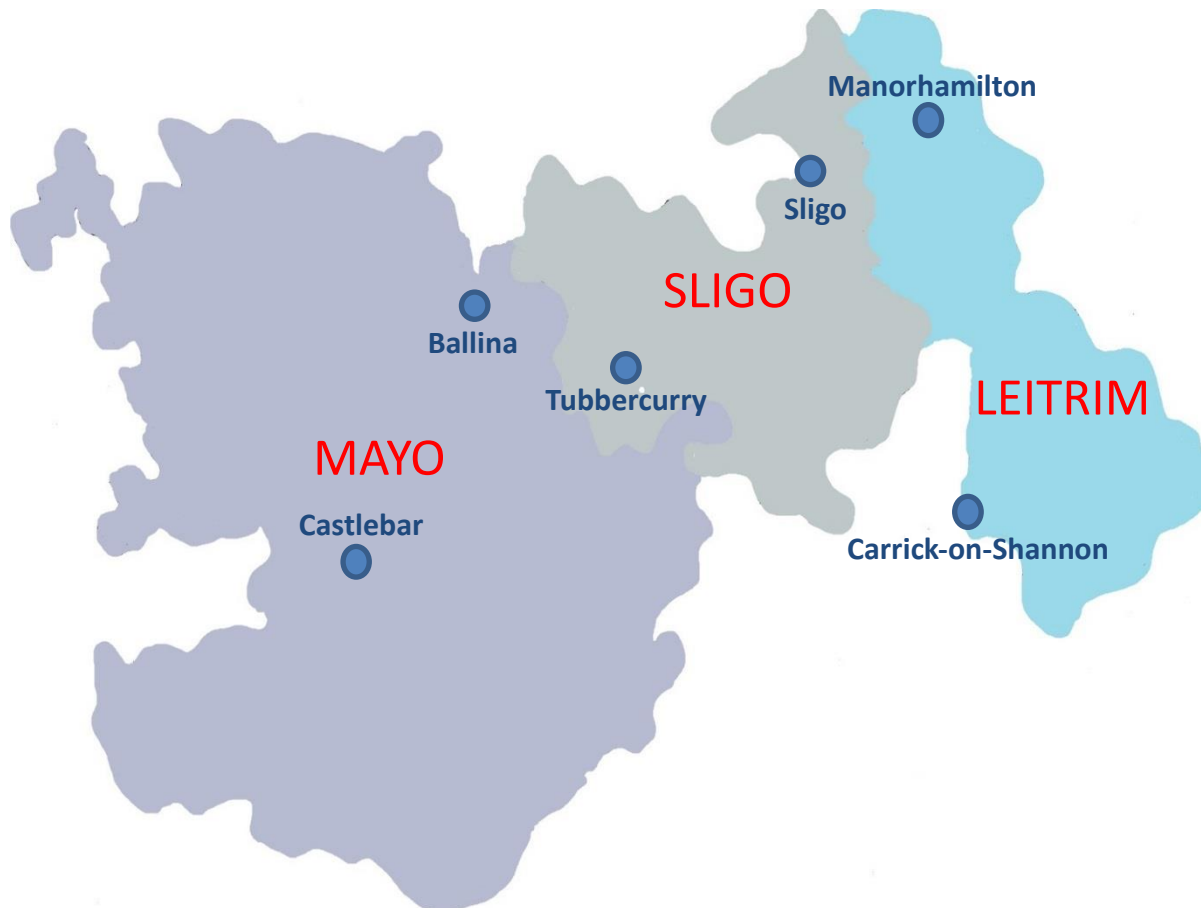 Manorhamilton
Sligo
SLIGO
Ballina
Tubbercurry
LEITRIM
MAYO
Castlebar
Carrick-on-Shannon